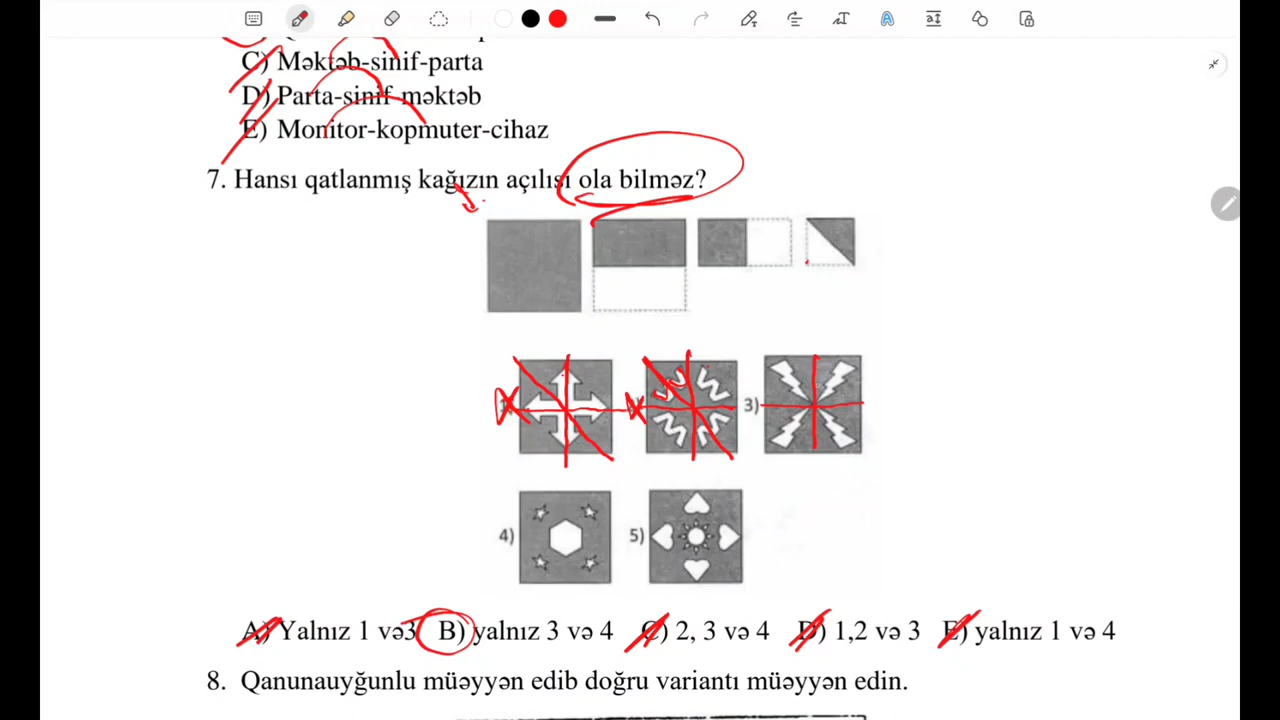 C) Məktəb-sinif-parta
D) Parta-sinif-məktəb
E) Monitor-kopmuter-cihaz
7. Hansı qatlanmış kağızın açılışı ola bilməz?
3)
4) 5)
A) Yalnız 1 və3 B) yalnız 3 və 4 C) 2, 3 və 4 D) 1,2 və 3 E) yalnız 1 və 4
8. Qanunauyğunlu müəyyən edib doğru variantı müəyyən edin.